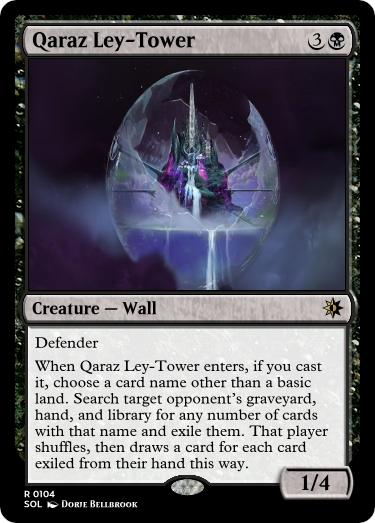 Qaraz Ley-Tower 3
Creature — Wall
Defender
When Qaraz Ley-Tower enters, if you cast
it, choose a card name other than a basic
land. Search target opponent's graveyard,
hand, and library for any number of cards
with that name and exile them. That player
shuffles, then draws a card for each card
exiled from their hand this way.
1/4
R 0104
SOL Dorje Bellbrook